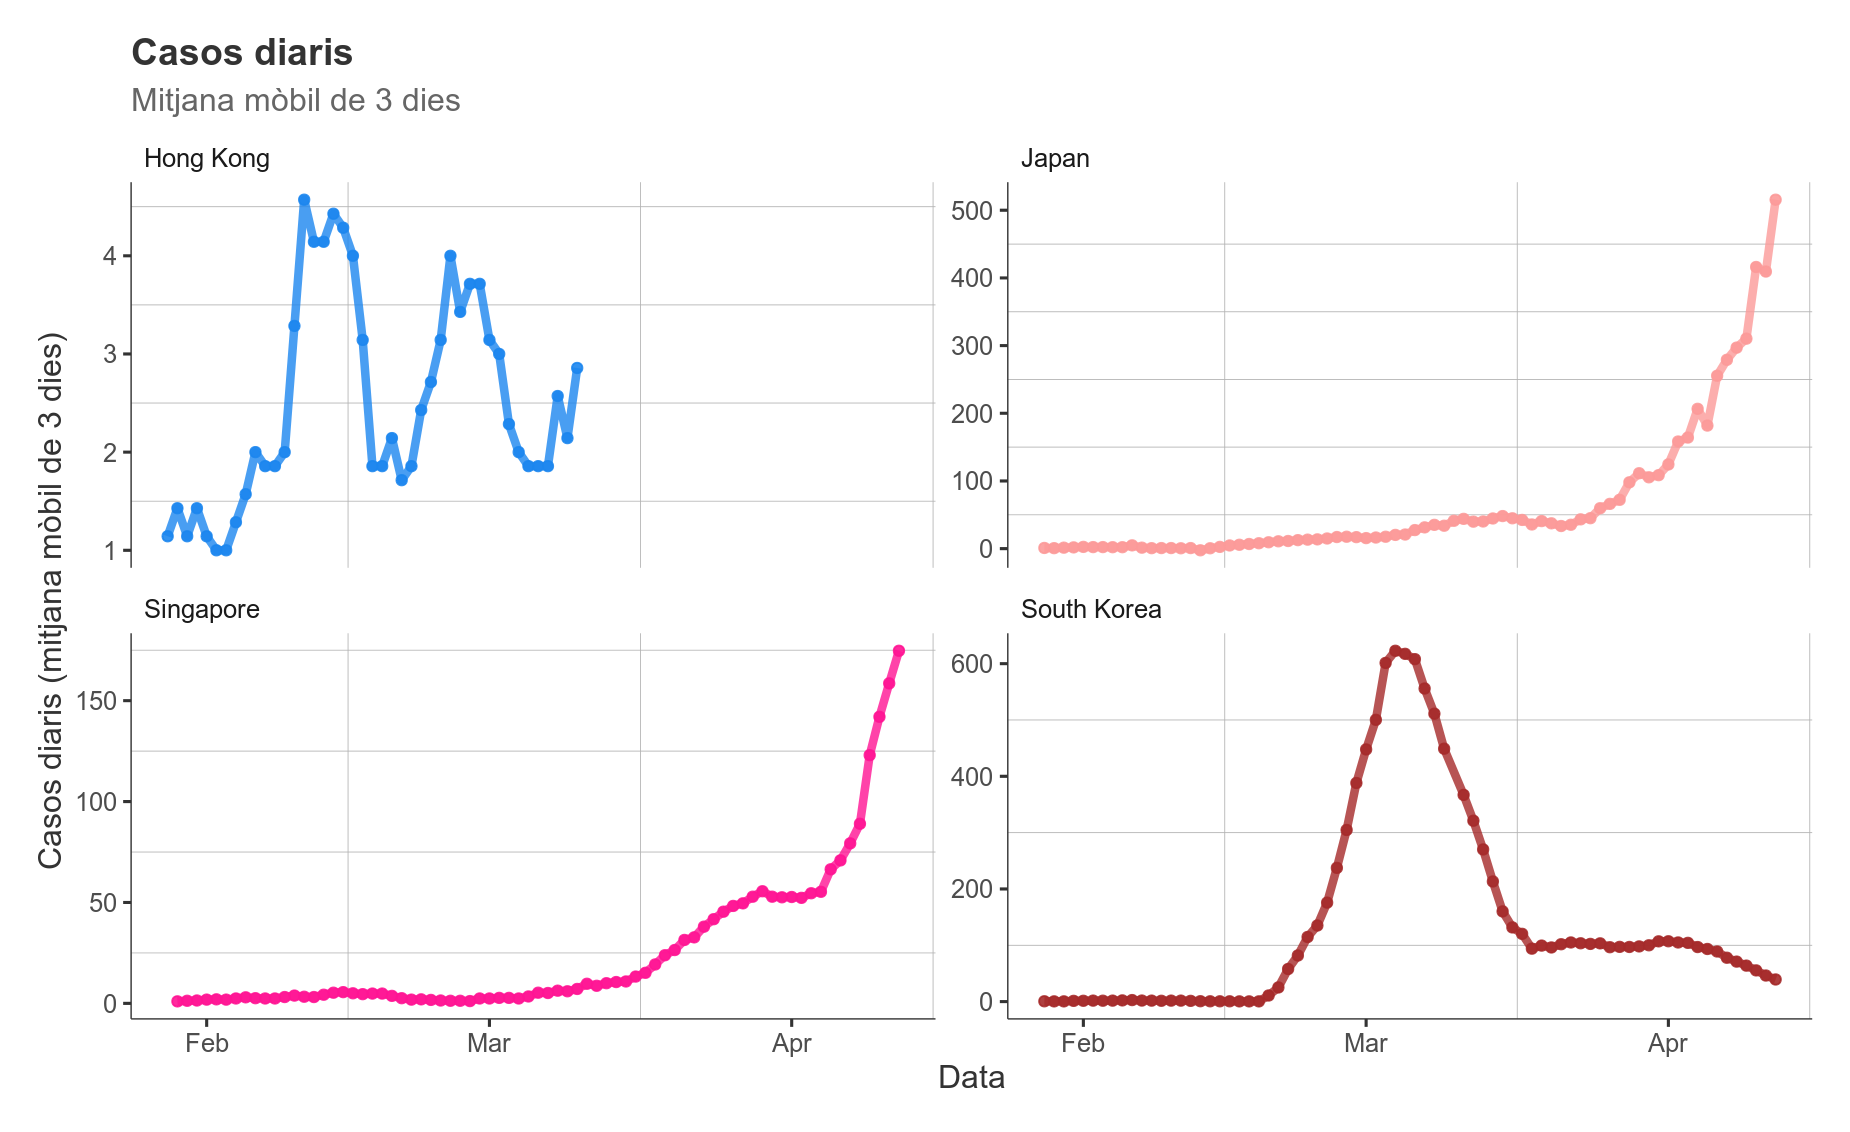 Casos diaris
Mitjana mòbil de 3 dies
Casos diaris (mitjana mòbil de 3 dies)
Hong Kong
4
3
2
1
Japan
500
400
300
200
100
0
Singapore
150
100
50
0
Feb
Mar
Apr
South Korea
600
400
200
0
Feb
Mar
Apr
Data